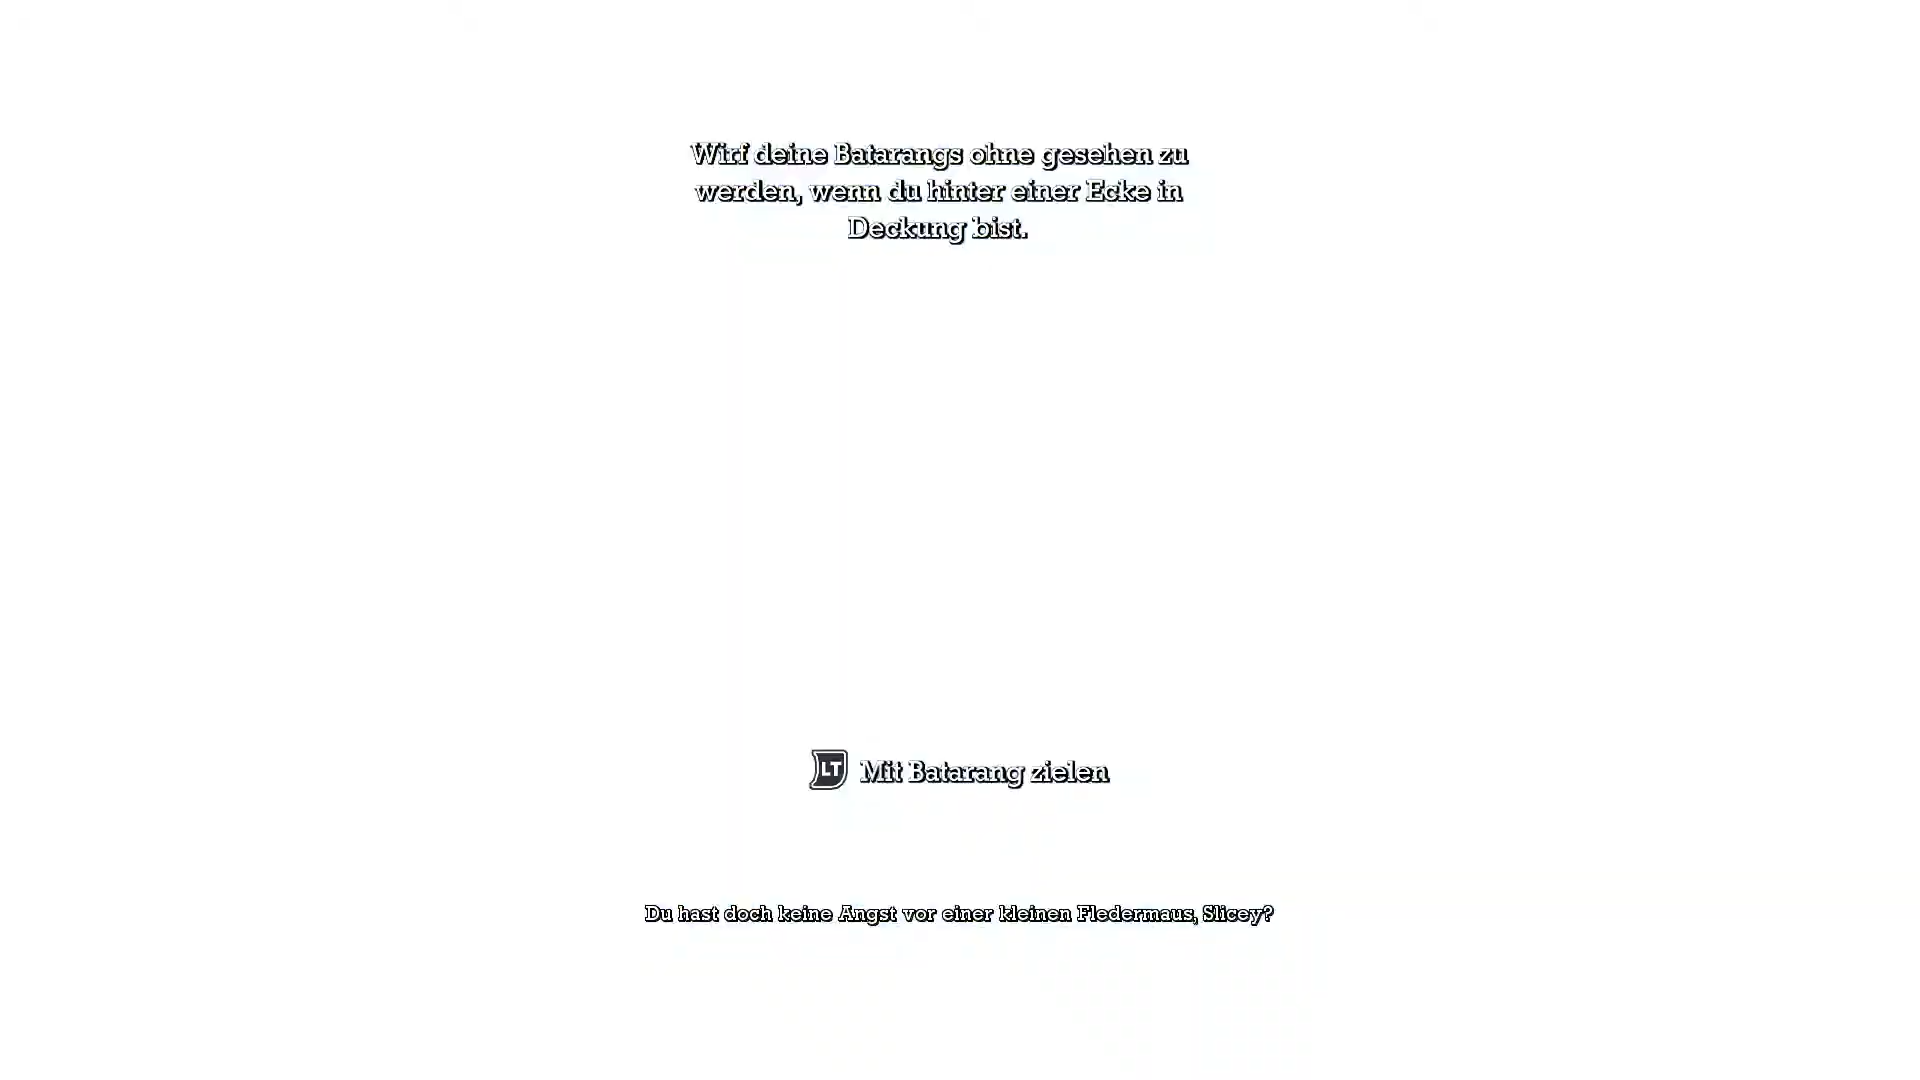 Wirf deine Batarangs ohne gesehen zu
werden, wenn du hinter einer Ecke in
Deckung bist.
LT Mit Batarang zielen
Du hast doch keine Angst vor einer kleinen Fledermaus, Slicey?